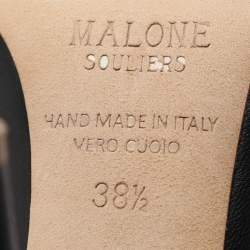 MALONE
SOULIERS
HAND MADE IN ITALY
VERO CUOIO
38½